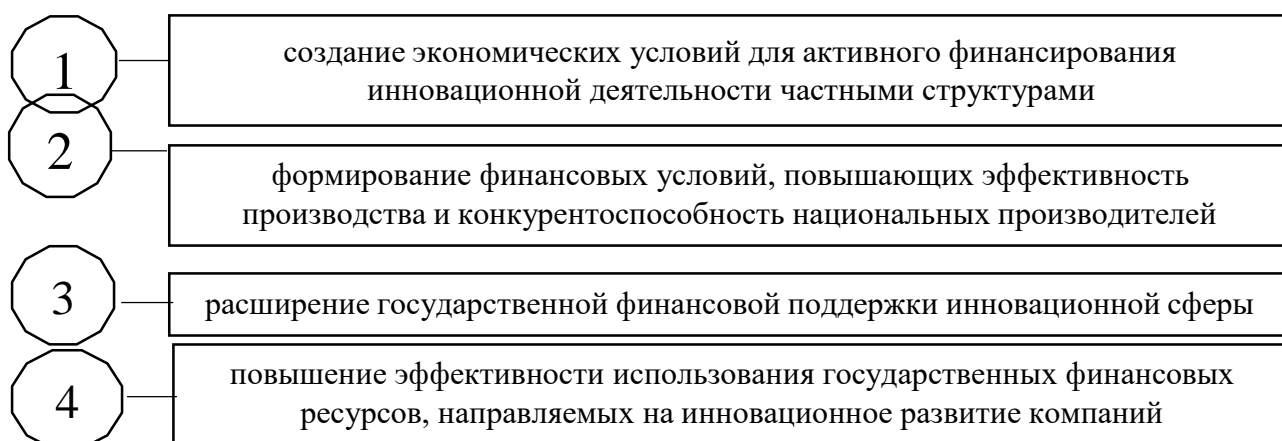 1
создание экономических условий для активного финансирования
инновационной деятельности частными структурами
2
формирование финансовых условий, повышающих эффективность
производства и конкурентоспособность национальных производителей
3
расширение государственной финансовой поддержки инновационной сферы
4
повышение эффективности использования государственных финансовых
ресурсов, направляемых на инновационное развитие компаний